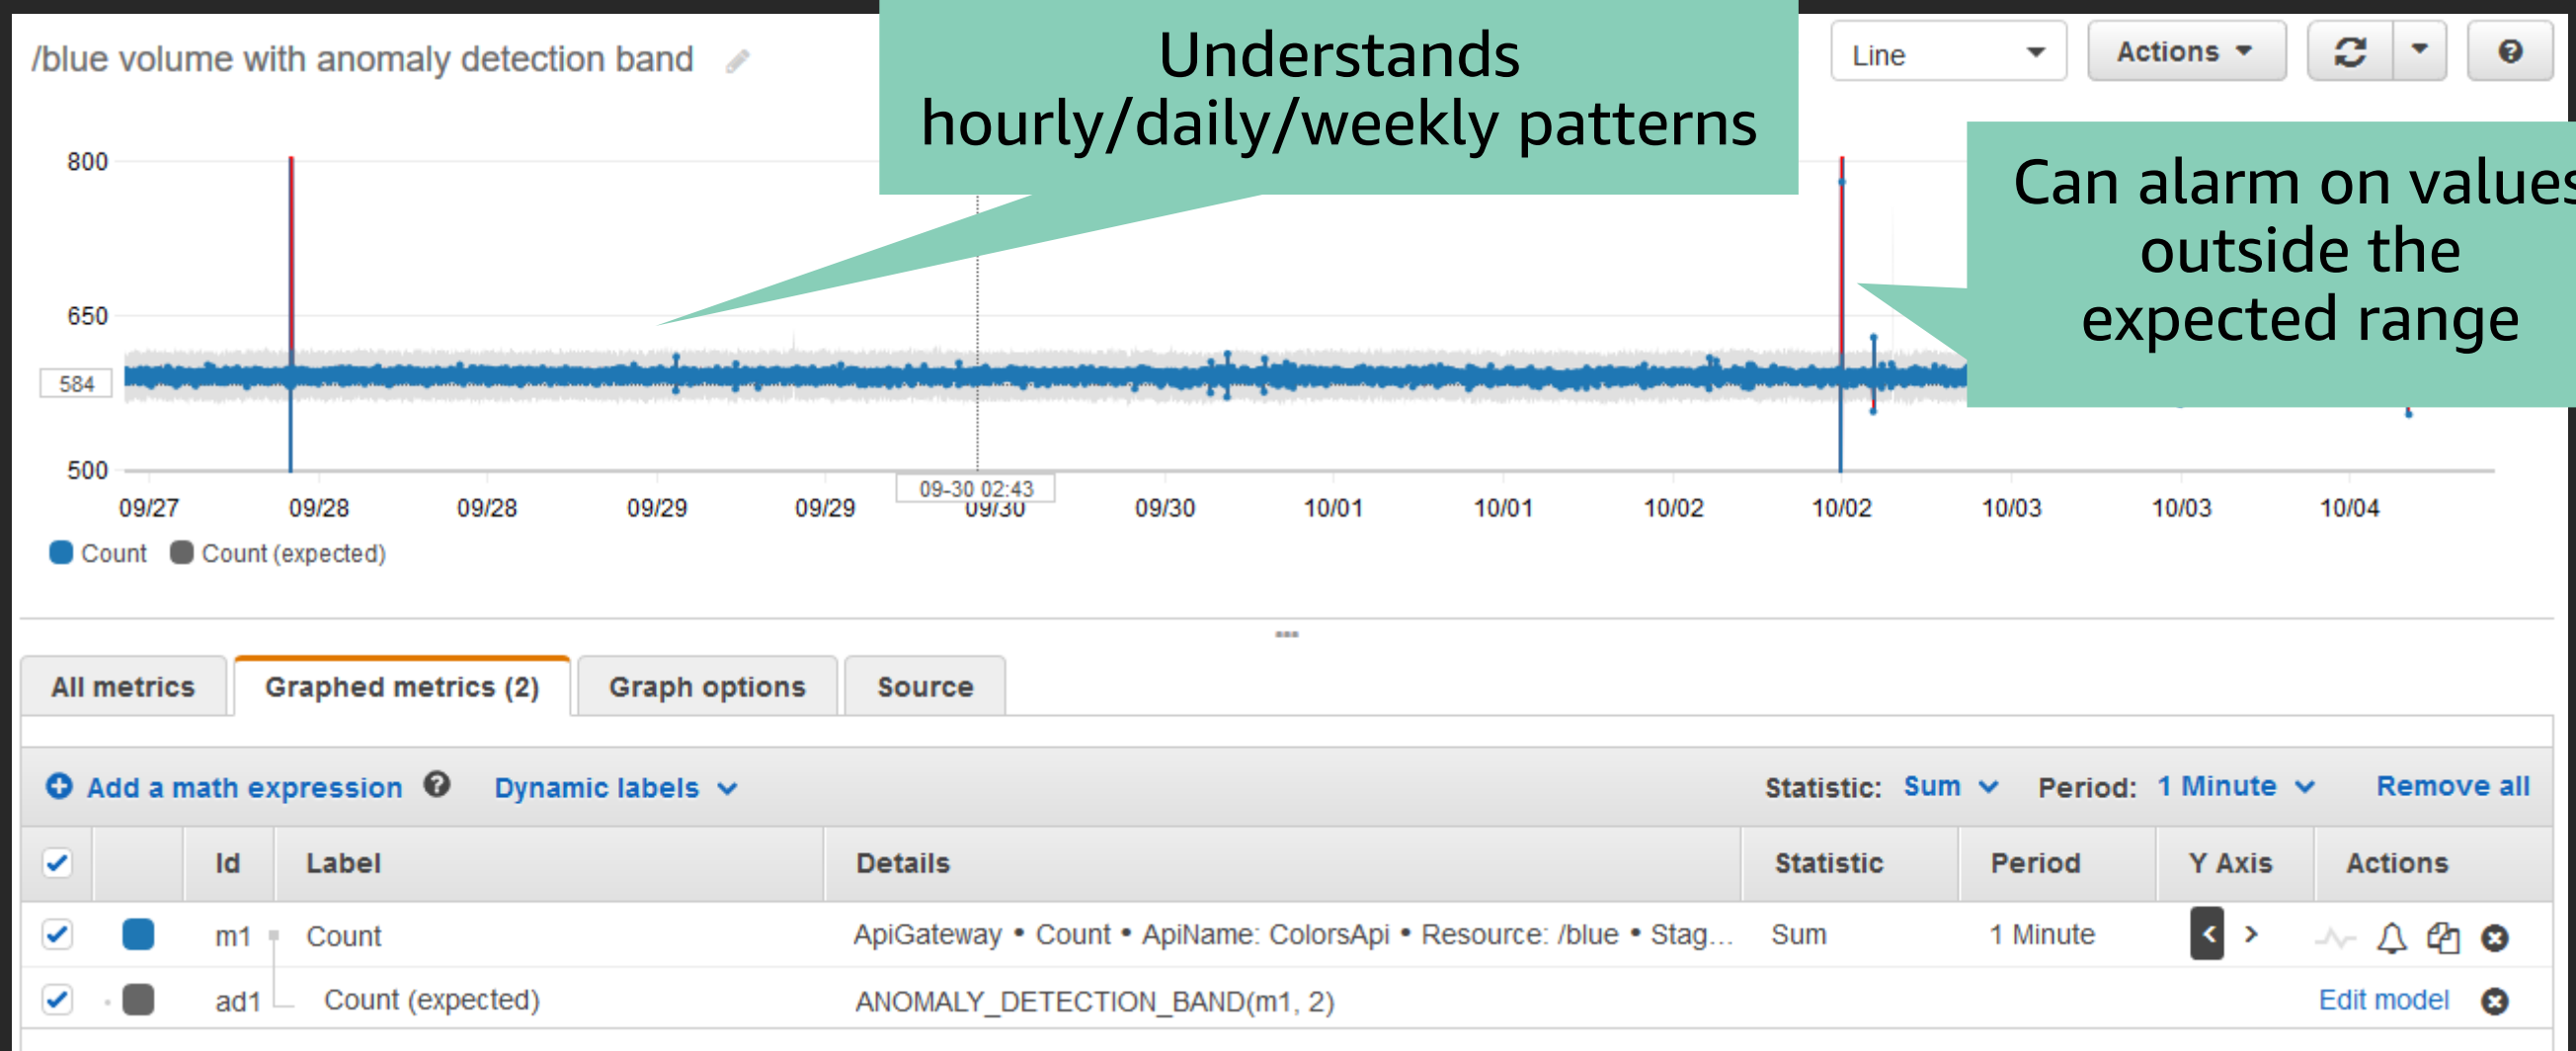 /blue volume with anomaly detection band
Understands
hourly/daily/weekly patterns
Line
Actions
Can alarm on values
outside the
expected range
800
650
584
500
09-30 02:43
09/27 09/28 09/28 09/29 09/29 09/30 09/30 10/01 10/01 10/02 10/02 10/03 10/03 10/04
Count Count (expected)
All metrics Graphed metrics (2) Graph options Source
Add a math expression Dynamic labels Statistic: Sum Period: 1 Minute Remove all
Id Label Details Statistic Period Y Axis Actions
m1 Count ApiGateway • Count • ApiName: ColorsApi • Resource: /blue • Stag... Sum 1 Minute < >
ad1 Count (expected) ANOMALY_DETECTION_BAND(m1, 2) Edit model